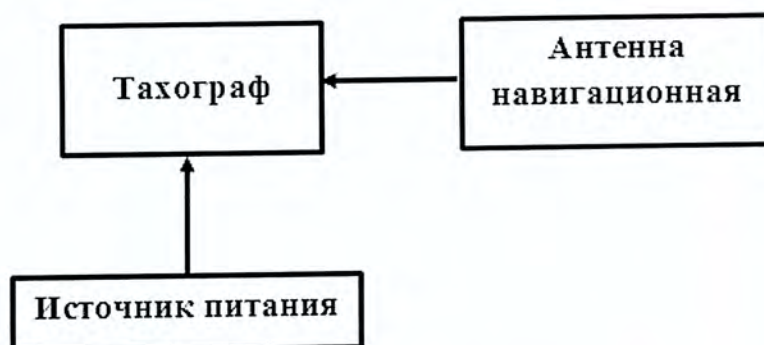 Тахограф
Антенна
навигационная
Источник питания